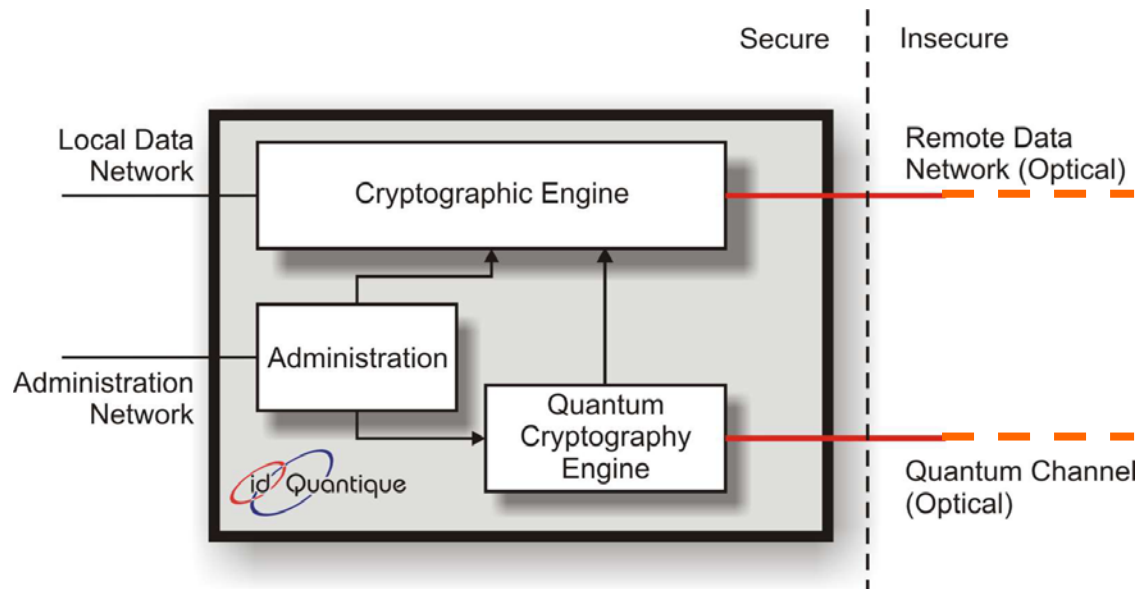 Secure
Insecure
Local Data
Network
Cryptographic Engine
Remote Data
Network (Optical)
Administration
Administration
Network
Quantum
Cryptography
Engine
Quantum Channel
(Optical)
id Quantique